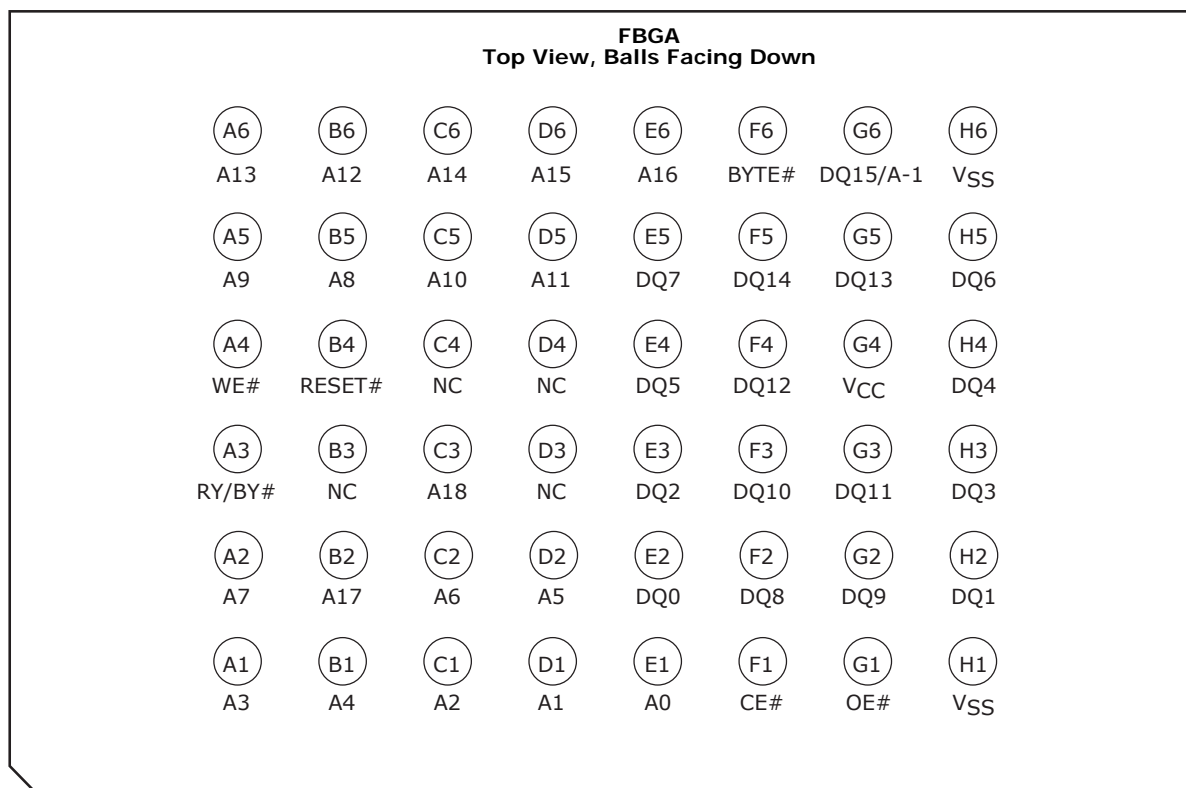 FBGA
Top View, Balls Facing Down
A6 B6 C6 D6 E6 F6 G6 H6
A13 A12 A14 A15 A16 BYTE# DQ15/A-1 VSS
A5 B5 C5 D5 E5 F5 G5 H5
A9 A8 A10 A11 DQ7 DQ14 DQ13 DQ6
A4 B4 C4 D4 E4 F4 G4 H4
WE# RESET# NC NC DQ5 DQ12 VCC DQ4
A3 B3 C3 D3 E3 F3 G3 H3
RY/BY# NC A18 NC DQ2 DQ10 DQ11 DQ3
A2 B2 C2 D2 E2 F2 G2 H2
A7 A17 A6 A5 DQ0 DQ8 DQ9 DQ1
A1 B1 C1 D1 E1 F1 G1 H1
A3 A4 A2 A1 A0 CE# OE# VSS